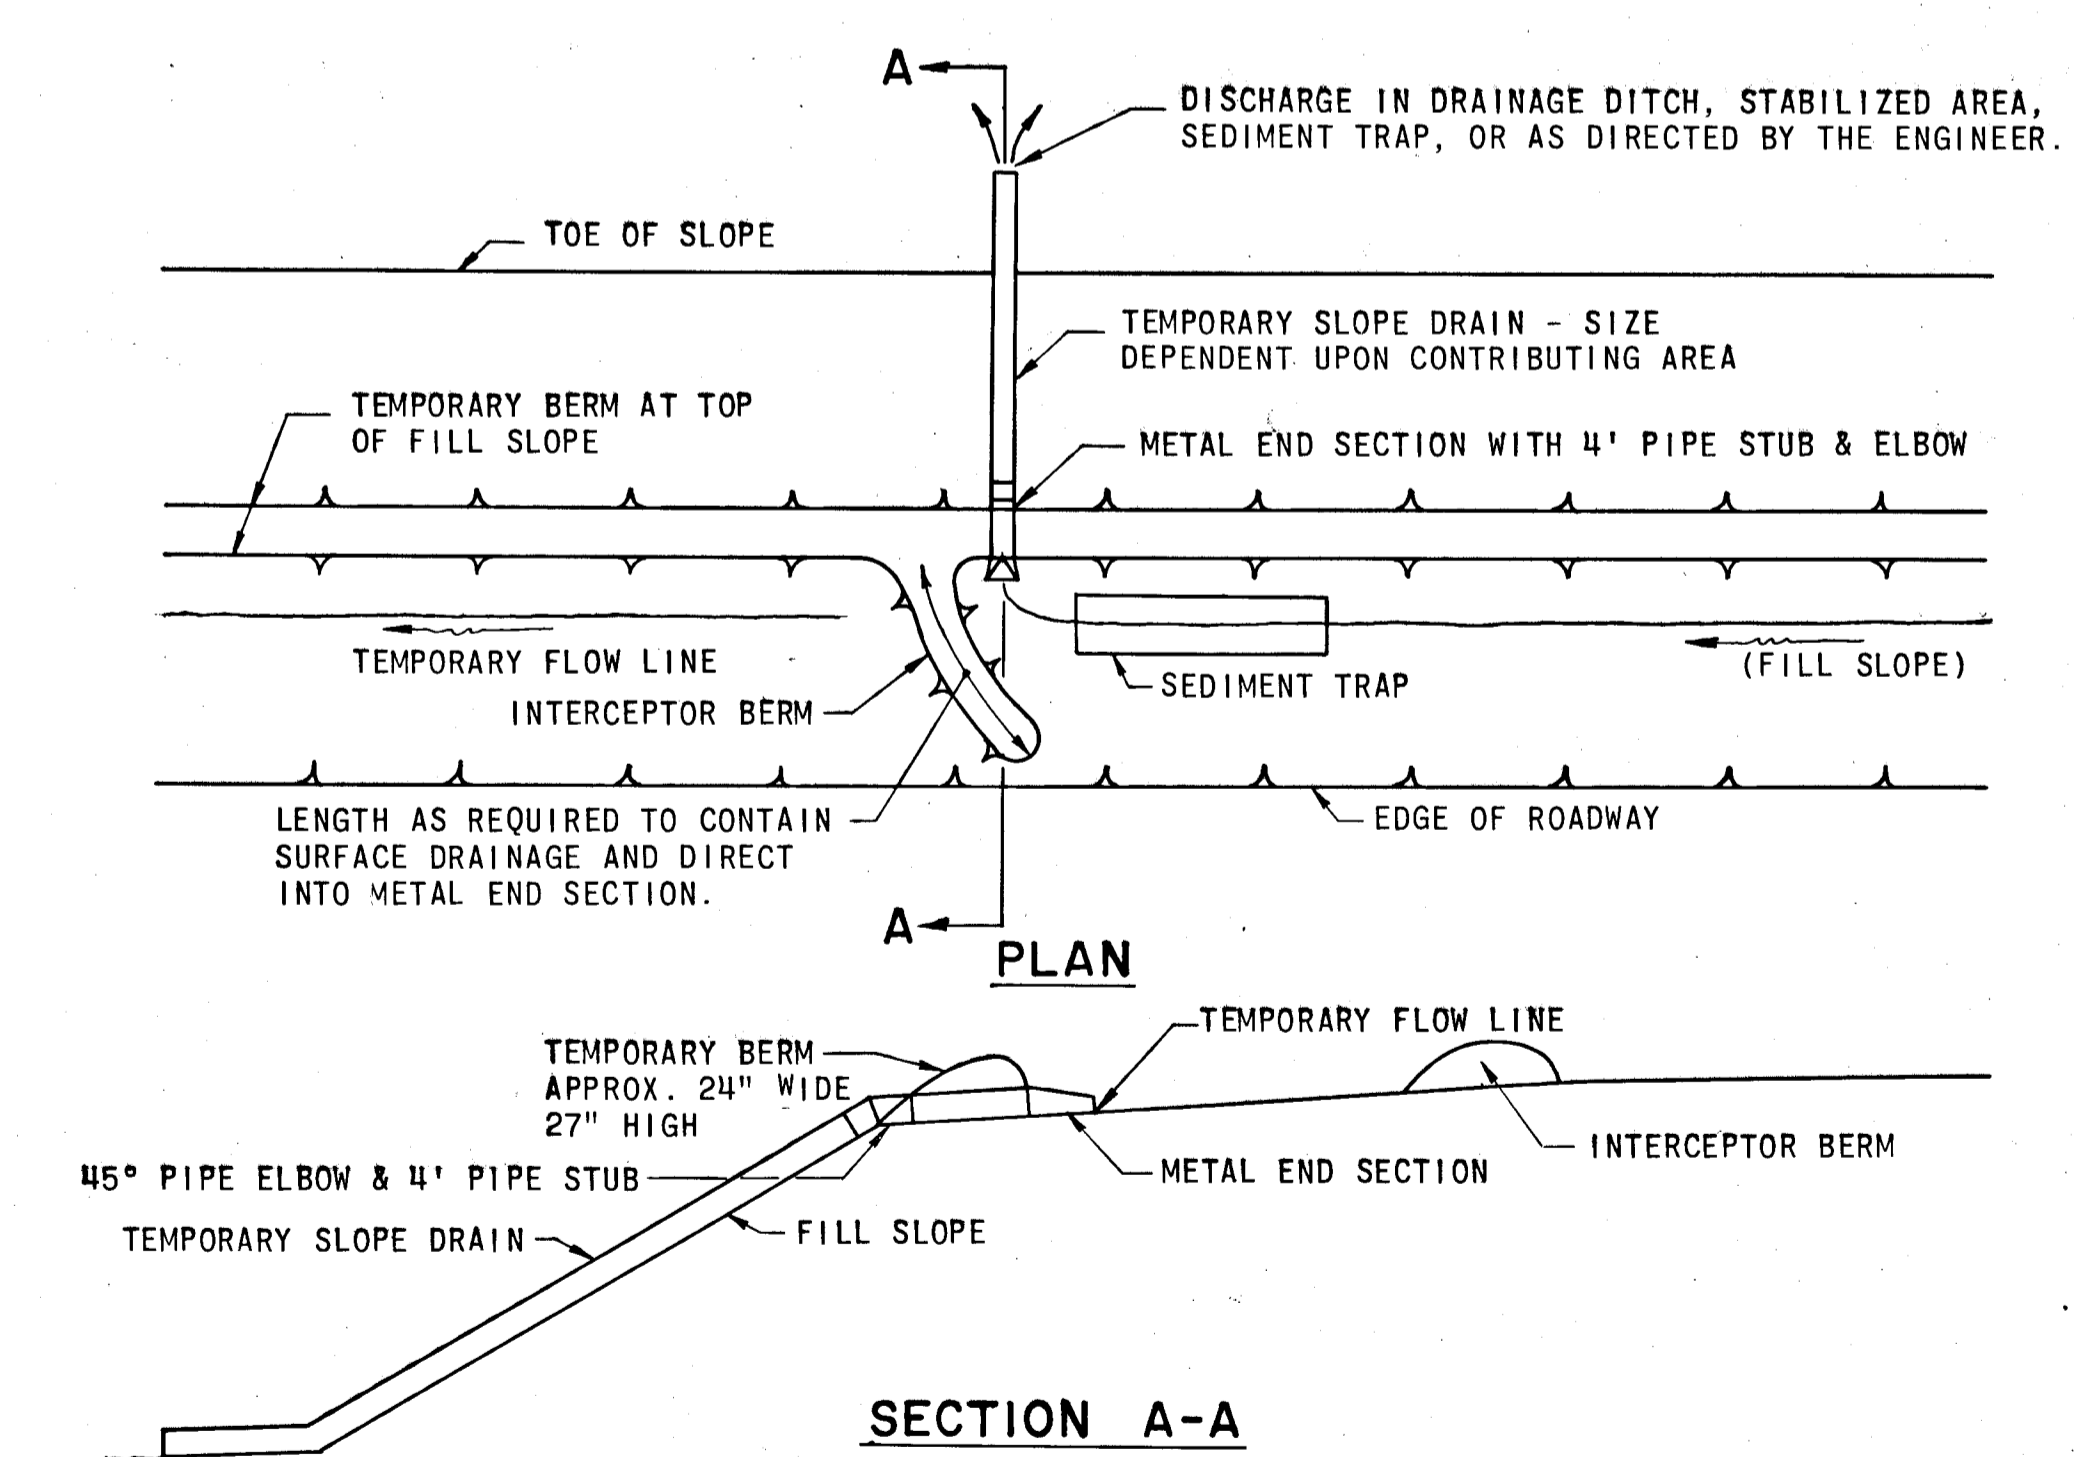 A
DISCHARGE IN DRAINAGE DITCH, STABILIZED AREA,
SEDIMENT TRAP, OR AS DIRECTED BY THE ENGINEER.
TOE OF SLOPE
TEMPORARY SLOPE DRAIN - SIZE
DEPENDENT UPON CONTRIBUTING AREA
TEMPORARY BERM AT TOP
OF FILL SLOPE
METAL END SECTION WITH 4' PIPE STUB & ELBOW
TEMPORARY FLOW LINE
(FILL SLOPE)
SEDIMENT TRAP
INTERCEPTOR BERM
LENGTH AS REQUIRED TO CONTAIN
SURFACE DRAINAGE AND DIRECT
INTO METAL END SECTION.
EDGE OF ROADWAY
A
PLAN
TEMPORARY FLOW LINE
TEMPORARY BERM
APPROX. 24" WIDE
27" HIGH
INTERCEPTOR BERM
METAL END SECTION
45° PIPE ELBOW & 4' PIPE STUB
TEMPORARY SLOPE DRAIN
FILL SLOPE
SECTION A-A